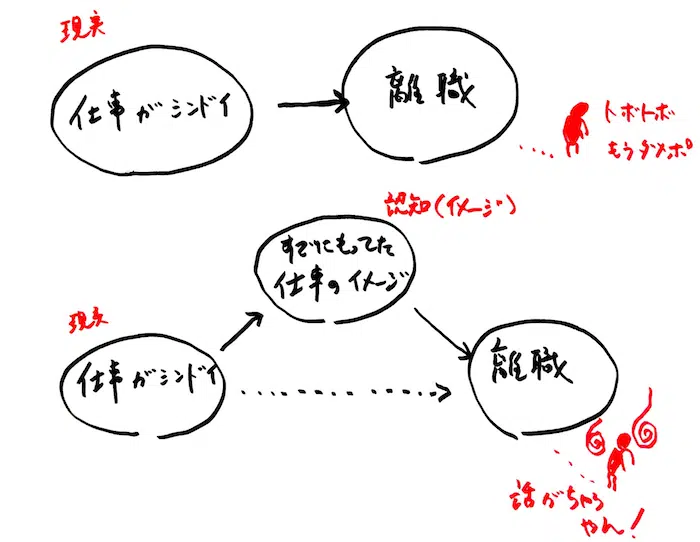 現実
仕事がシンドイ
離職
トボトボ
もうダメポ
認知(イメージ)
すでにもってた
仕事のイメージ
現実
仕事がシンドイ
離職
話がちゃう
やん!